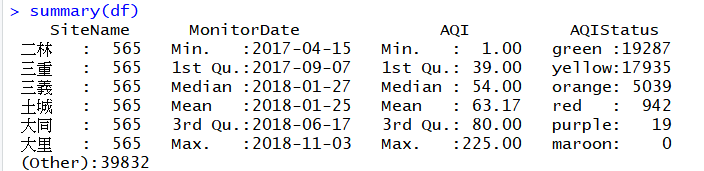 > summary(df)
SiteName MonitorDate AQI AQIStatus
二林 : 565 Min. :2017-04-15 Min. : 1.00 green :19287
三重 : 565 1st Qu.:2017-09-07 1st Qu.: 39.00 yellow:17935
三義 : 565 Median :2018-01-27 Median : 54.00 orange: 5039
土城 : 565 Mean :2018-01-25 Mean : 63.17 red : 942
大同 : 565 3rd Qu.:2018-06-17 3rd Qu.: 80.00 purple: 19
大里 : 565 Max. :2018-11-03 Max. :225.00 maroon: 0
(Other):39832